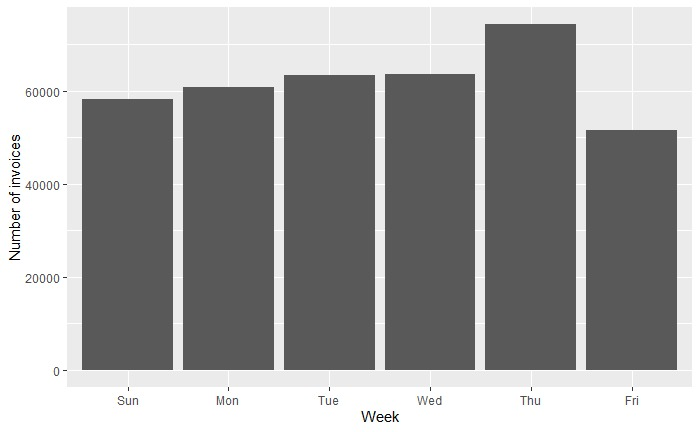 Number of invoices
60000
40000
20000
0
Sun Mon Tue Wed Thu Fri
Week